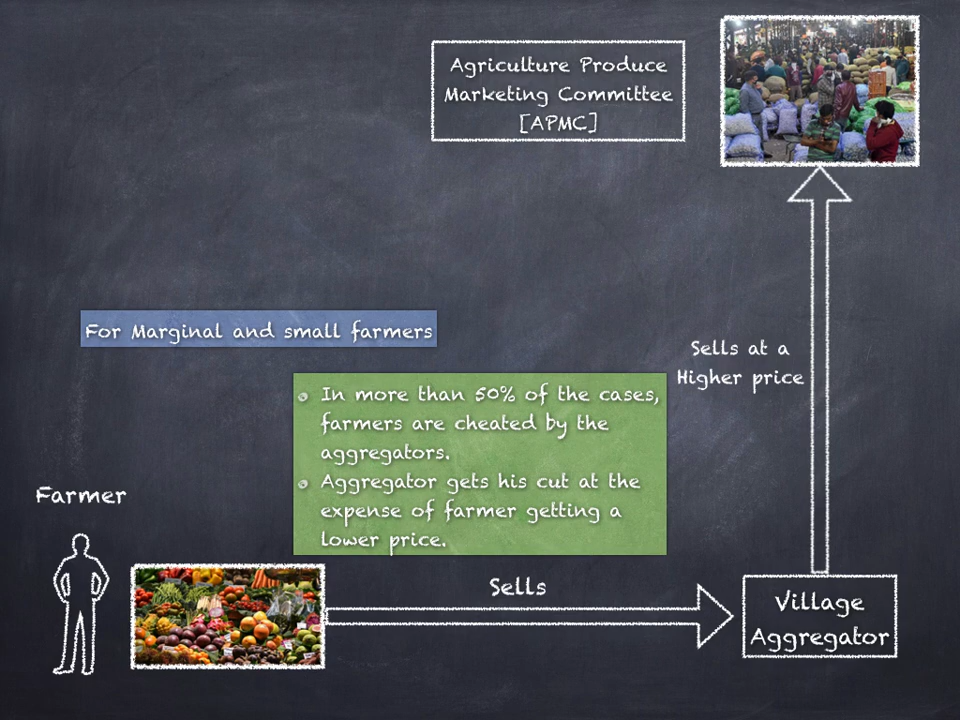 Agriculture Produce
Marketing Committee
[APMC]
For Marginal and small farmers
Sells at a
Higher price
In more than 50% of the cases,
farmers are cheated by the
aggregators.
Aggregator gets his cut at the
expense of farmer getting a
lower price.
Farmer
Sells
Village
Aggregator